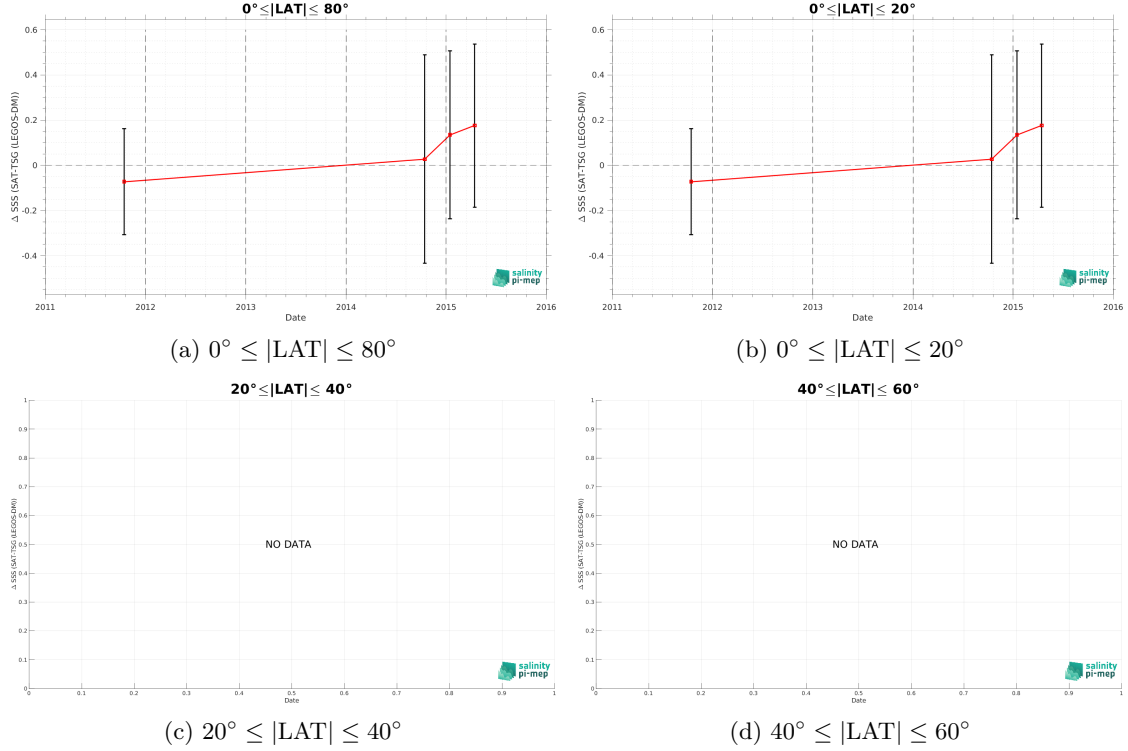 0°≤|LAT|≤ 80°
Δ SSS (SAT-TSG (LEGOS-DM))
0.6
0.4
0.2
0
-0.2
-0.4
2011 2012 2013 2014 2015 2016
Date
salinity
pi-mep
(a) 0° ≤ |LAT| ≤ 80°
0°≤|LAT|≤ 20°
Δ SSS (SAT-TSG (LEGOS-DM))
0.6
0.4
0.2
0
-0.2
-0.4
2011 2012 2013 2014 2015 2016
Date
salinity
pi-mep
(b) 0° ≤ |LAT| ≤ 20°
20°≤|LAT|≤ 40°
Δ SSS (SAT-TSG (LEGOS-DM))
1
0.9
0.8
0.7
0.6
0.5
0.4
0.3
0.2
0.1
0
NO DATA
0 0.1 0.2 0.3 0.4 0.5 0.6 0.7 0.8 0.9 1
Date
salinity
pi-mep
(c) 20° ≤ |LAT| ≤ 40°
40°≤|LAT|≤ 60°
Δ SSS (SAT-TSG (LEGOS-DM))
1
0.9
0.8
0.7
0.6
0.5
0.4
0.3
0.2
0.1
0
NO DATA
0 0.1 0.2 0.3 0.4 0.5 0.6 0.7 0.8 0.9 1
Date
salinity
pi-mep
(d) 40° ≤ |LAT| ≤ 60°